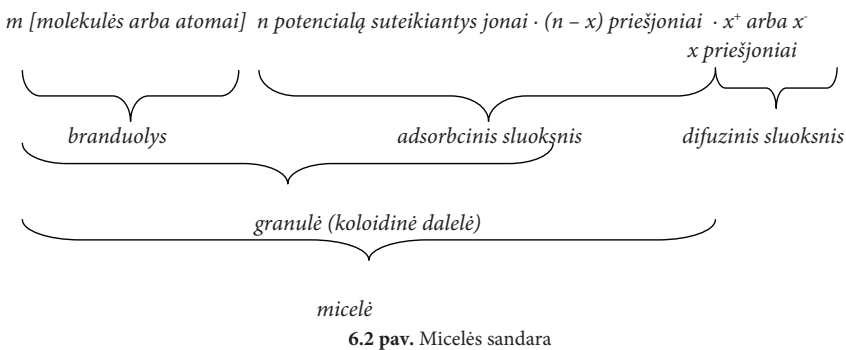 m [molekulės arba atomai] n potencialą suteikiantys jonai · (n – x) priešjoniai · x⁺ arba x⁻
x priešjoniai
branduolys adsorbcinis sluoksnis difuzinis sluoksnis
granulė (koloidinė dalelė)
micelė
6.2 pav. Micelės sandara